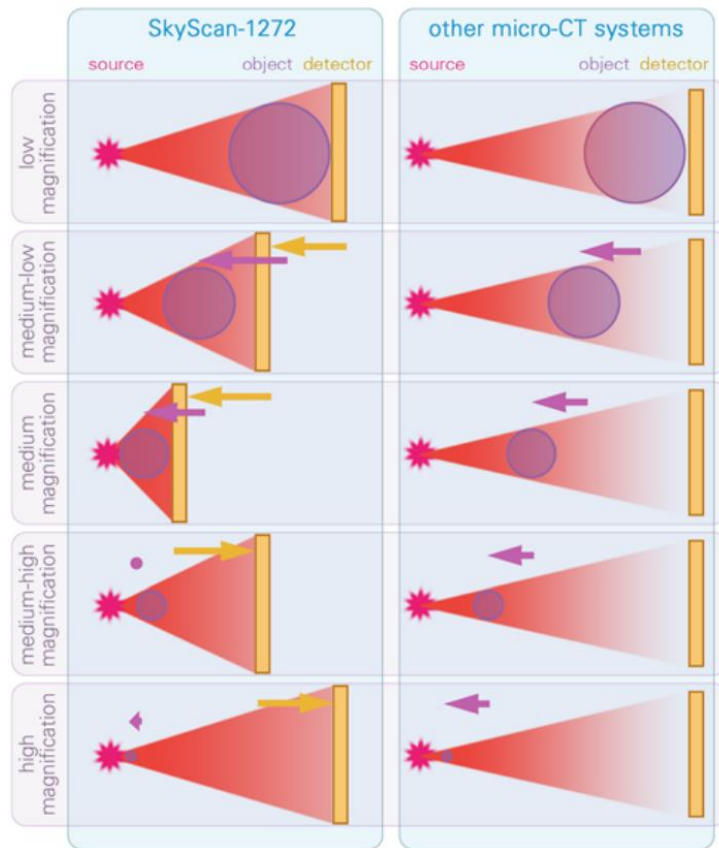 SkyScan-1272
other micro-CT systems
source object detector
source object detector
low
magnification
medium-low
magnification
medium
magnification
medium-high
magnification
high
magnification